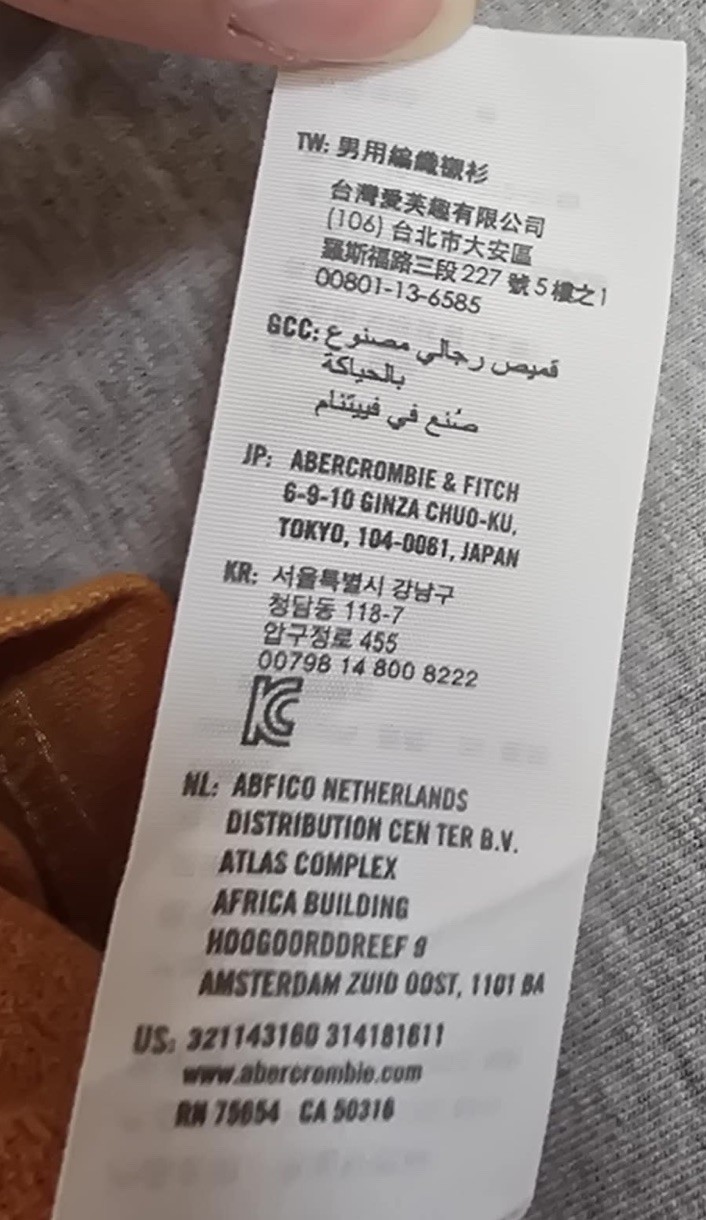 TW: 男用編織襯衫
台灣愛芙趣有限公司
(106) 台北市大安區
羅斯福路三段 227 號 5 樓之1
00801-13-6585
GCC: قميص رجالي مصنوع
بالحياكة
صُنع في فييتنام
JP: ABERCROMBIE & FITCH
6-9-10 GINZA CHUO-KU,
TOKYO, 104-0061, JAPAN
KR: 서울특별시 강남구
청담동 118-7
압구정로 455
00798 14 800 8222
KC
NL: ABFICO NETHERLANDS
DISTRIBUTION CEN TER B.V.
ATLAS COMPLEX
AFRICA BUILDING
HOOGOORDDREEF 9
AMSTERDAM ZUID OOST, 1101 BA
US: 321143160 314181611
www.abercrombie.com
RN 75654 CA 50316